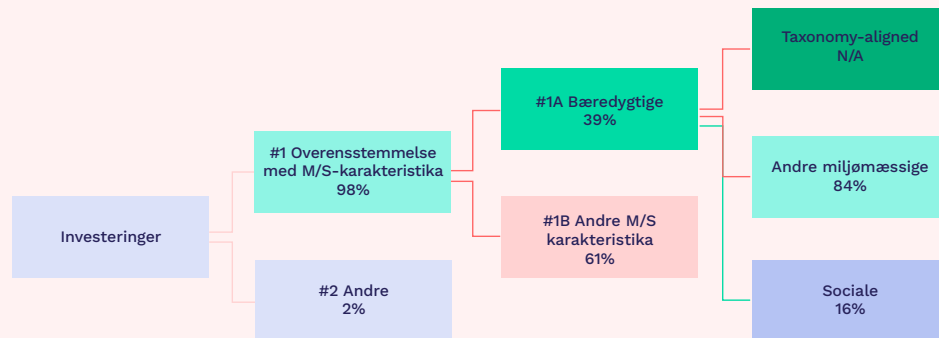 Investeringer
#1 Overensstemmelse
med M/S-karakteristika
98%
#2 Andre
2%
#1A Bæredygtige
39%
#1B Andre M/S
karakteristika
61%
Taxonomy-aligned
N/A
Andre miljømæssige
84%
Sociale
16%